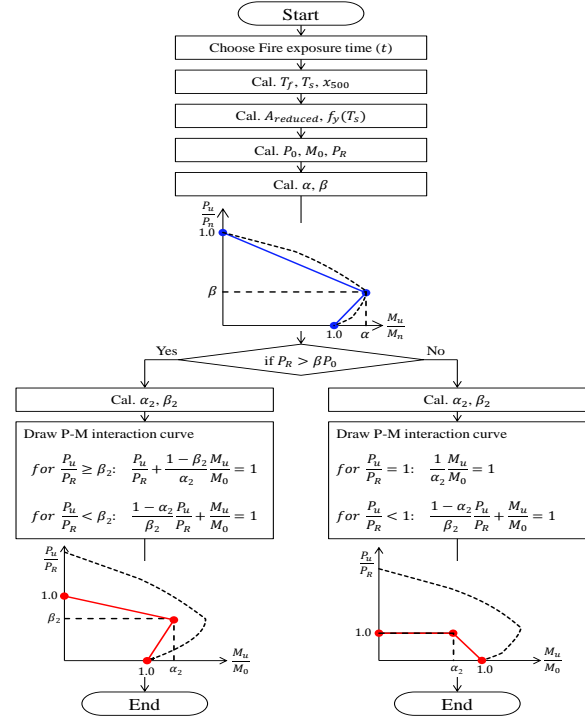 Start
Choose Fire exposure time (t)
Cal. T_f, T_s, x_500
Cal. A_reduced, f_y(T_s)
Cal. P_0, M_0, P_R
Cal. α, β
P_u/P_n
1.0
β
1.0
α
M_u/M_n
Yes
if P_R > βP_0
No
Cal. α_2, β_2
Draw P-M interaction curve
for P_u/P_R ≥ β_2: P_u/P_R + (1 − β_2)/α_2 M_u/M_0 = 1
for P_u/P_R < β_2: (1 − α_2)/β_2 P_u/P_R + M_u/M_0 = 1
P_u/P_R
1.0
β_2
1.0
α_2
M_u/M_0
End
Cal. α_2, β_2
Draw P-M interaction curve
for P_u/P_R = 1: 1/α_2 M_u/M_0 = 1
for P_u/P_R < 1: (1 − α_2)/β_2 P_u/P_R + M_u/M_0 = 1
P_u/P_R
1.0
α_2
1.0
M_u/M_0
End